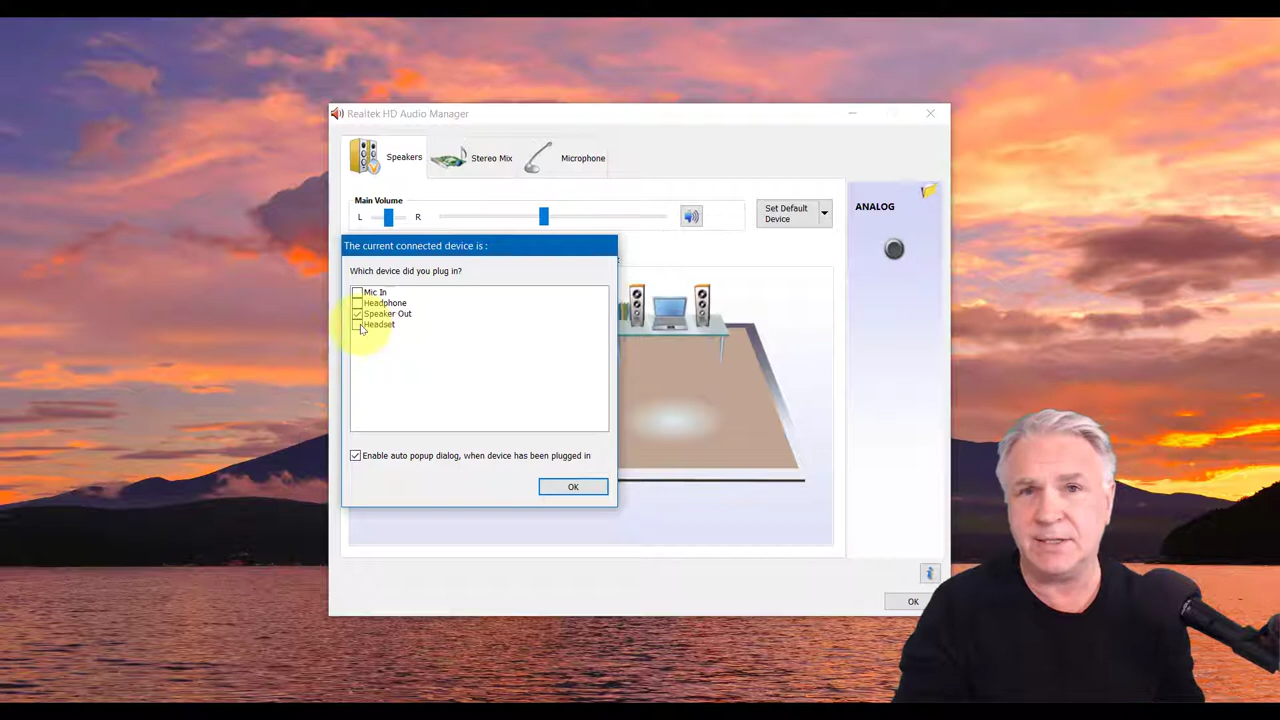 Realtek HD Audio Manager
Speakers
Stereo Mix
Microphone
Main Volume
L
R
Set Default
Device
ANALOG
The current connected device is :
Which device did you plug in?
Mic In
Headphone
Speaker Out
Headset
Enable auto popup dialog, when device has been plugged in
OK
OK